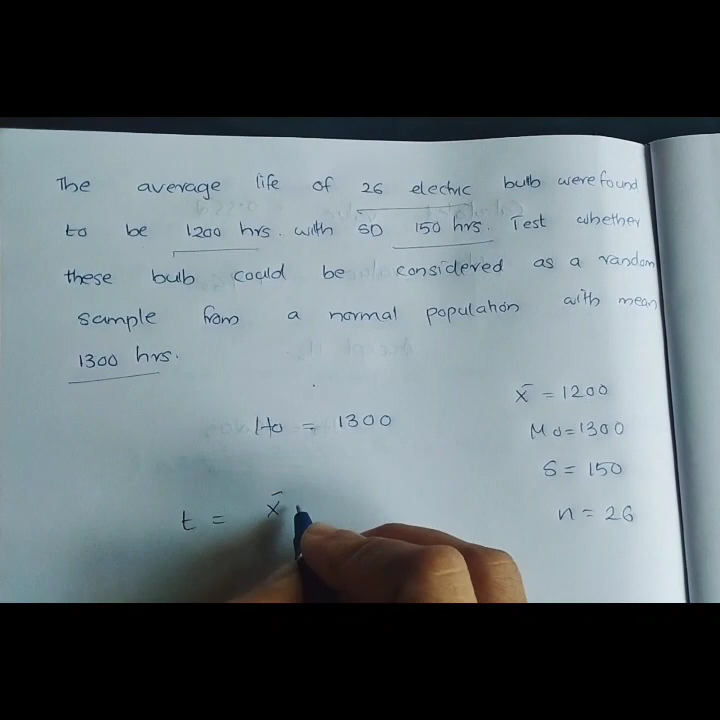 The average life of 26 electric bulb were found
to be 1200 hrs. with SD 150 hrs. Test whether
these bulb could be considered as a random
sample from a normal population with mean
1300 hrs.
x̄ = 1200
H0 = 1300
M0 = 1300
S = 150
t = x̄
n = 26